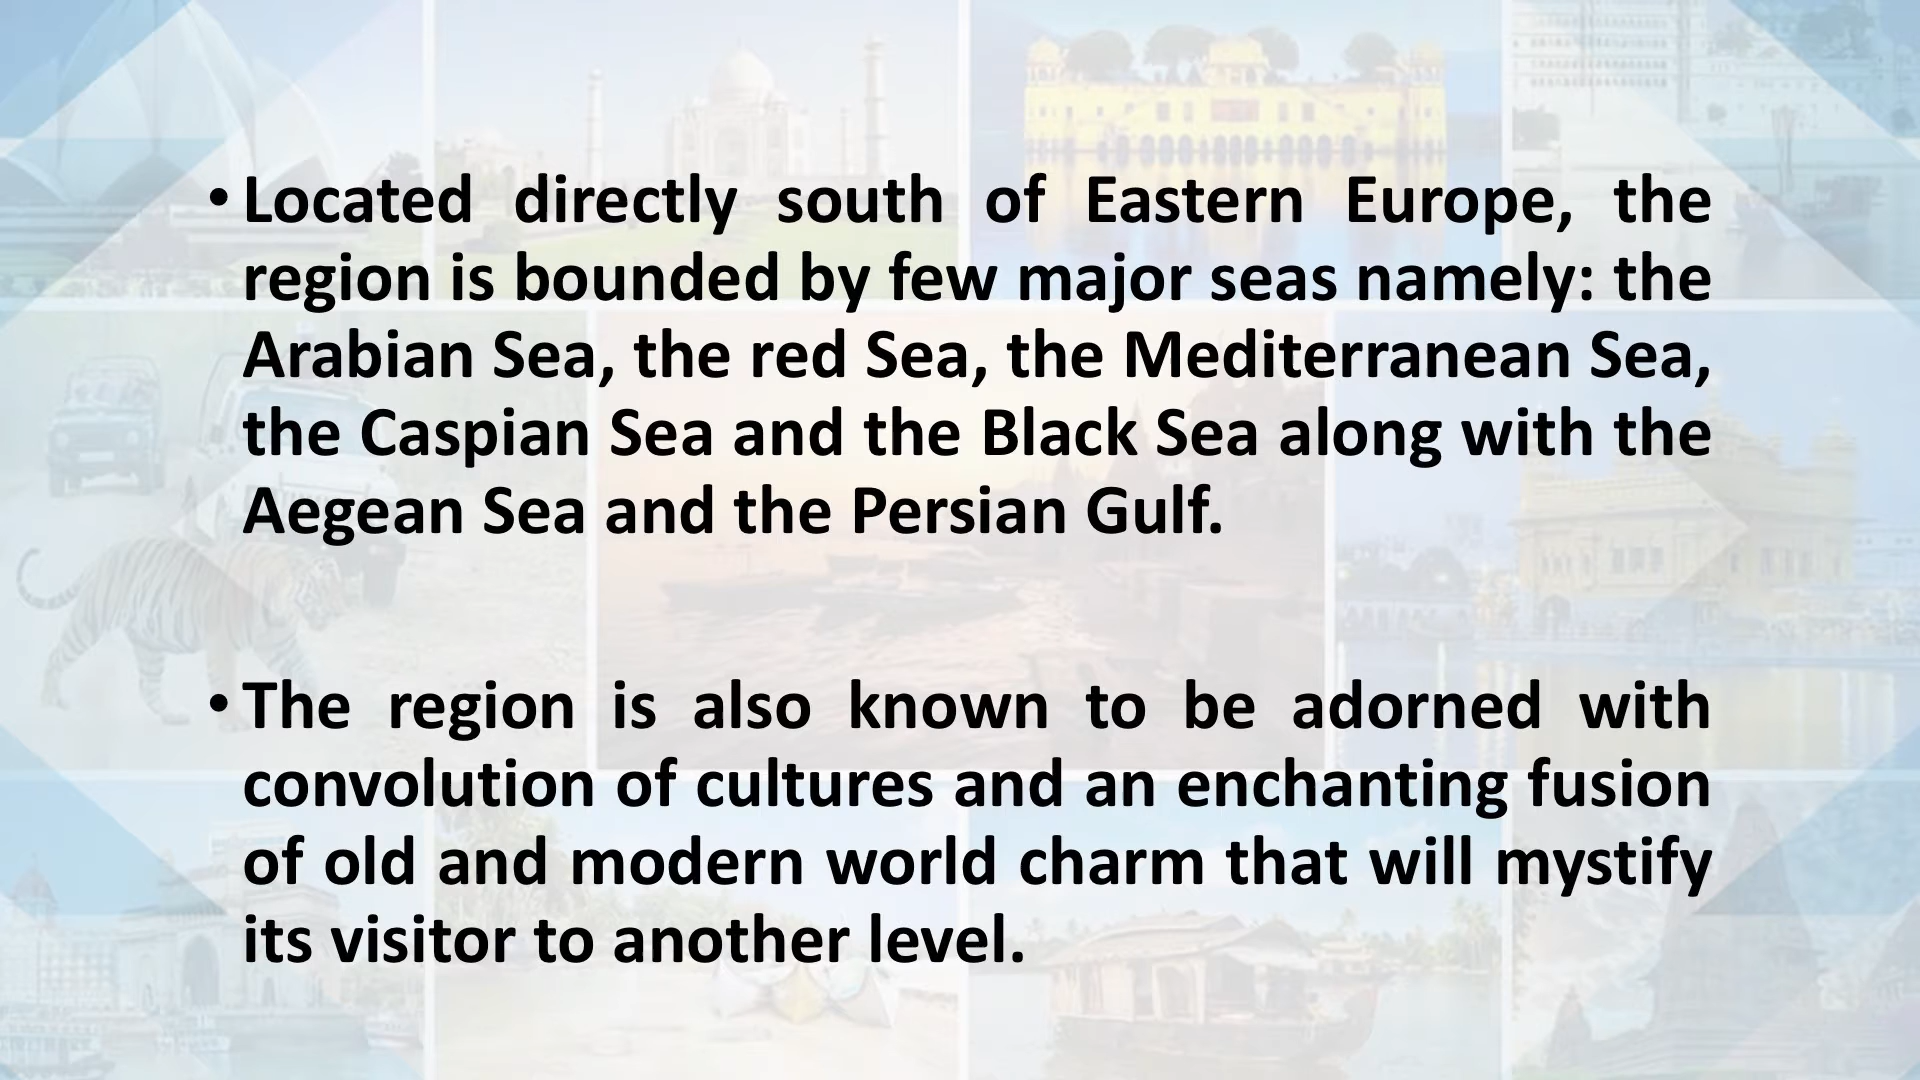 • Located directly south of Eastern Europe, the
region is bounded by few major seas namely: the
Arabian Sea, the red Sea, the Mediterranean Sea,
the Caspian Sea and the Black Sea along with the
Aegean Sea and the Persian Gulf.
• The region is also known to be adorned with
convolution of cultures and an enchanting fusion
of old and modern world charm that will mystify
its visitor to another level.